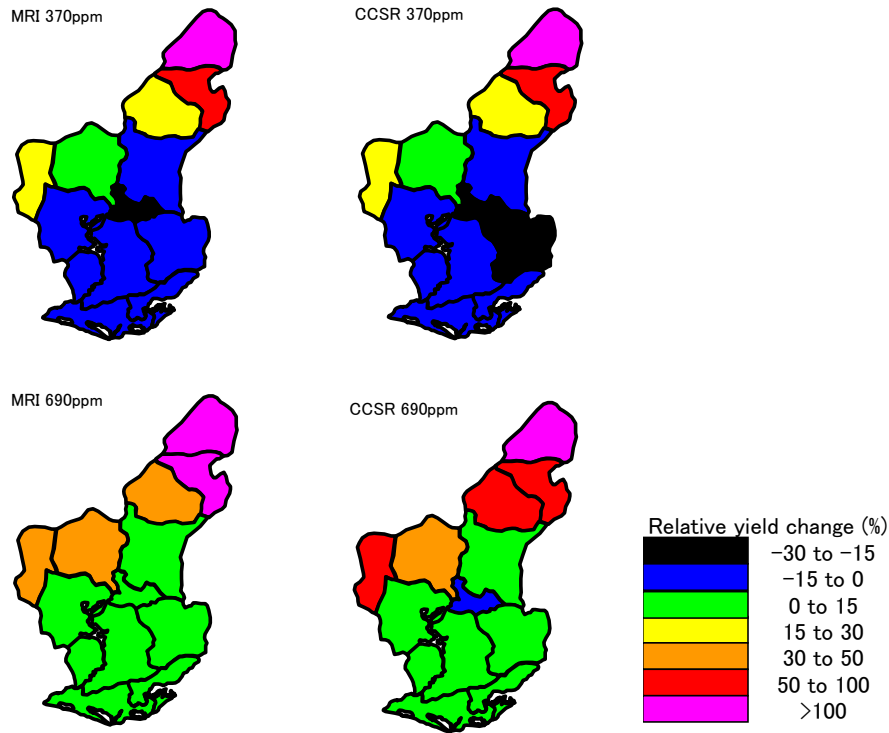 MRI 370ppm
CCSR 370ppm
MRI 690ppm
CCSR 690ppm
Relative yield change (%)
−30 to −15
−15 to 0
0 to 15
15 to 30
30 to 50
50 to 100
>100